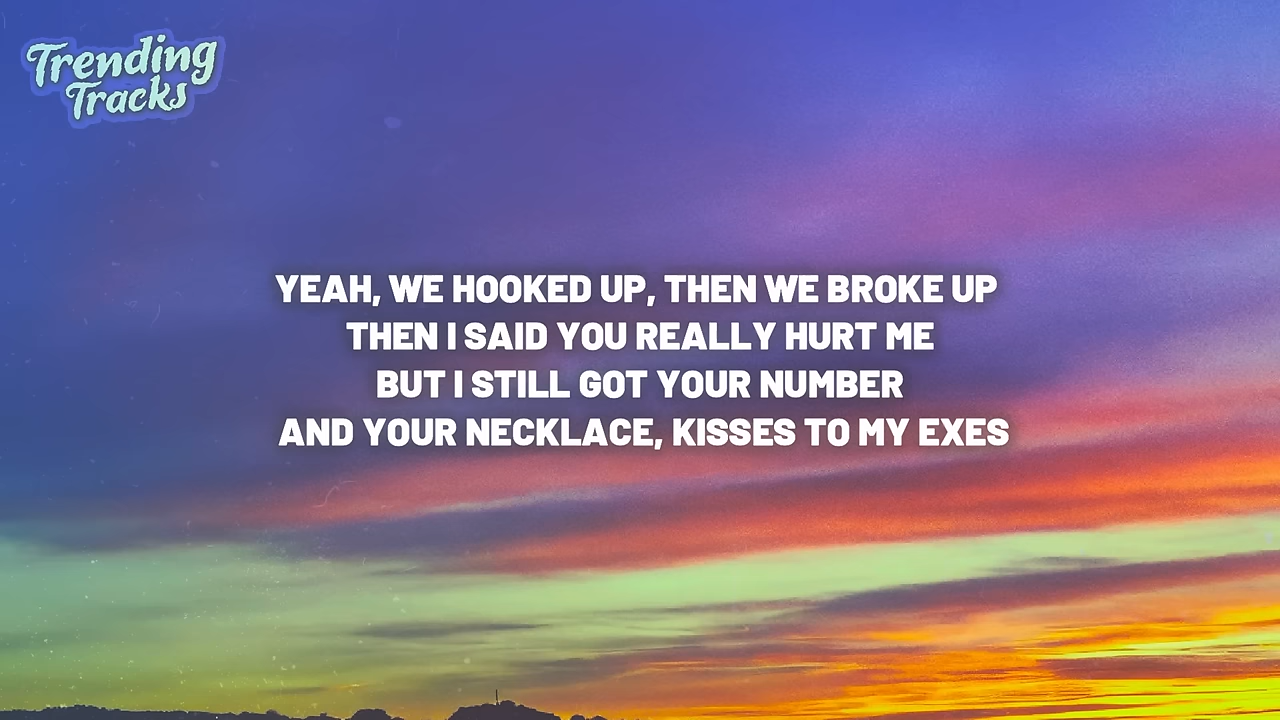 Trending
Tracks
YEAH, WE HOOKED UP, THEN WE BROKE UP
THEN I SAID YOU REALLY HURT ME
BUT I STILL GOT YOUR NUMBER
AND YOUR NECKLACE, KISSES TO MY EXES